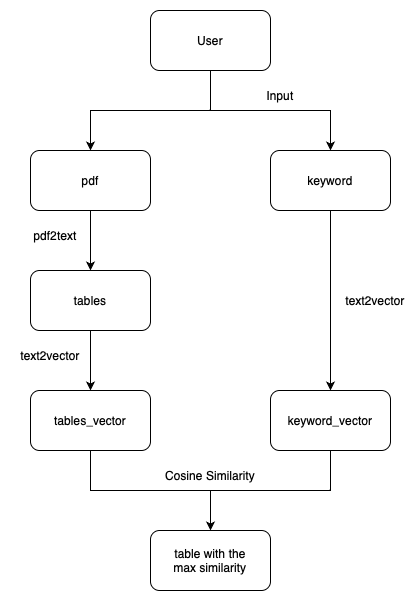 User
Input
pdf
keyword
pdf2text
tables
text2vector
text2vector
tables_vector
keyword_vector
Cosine Similarity
table with the
max similarity